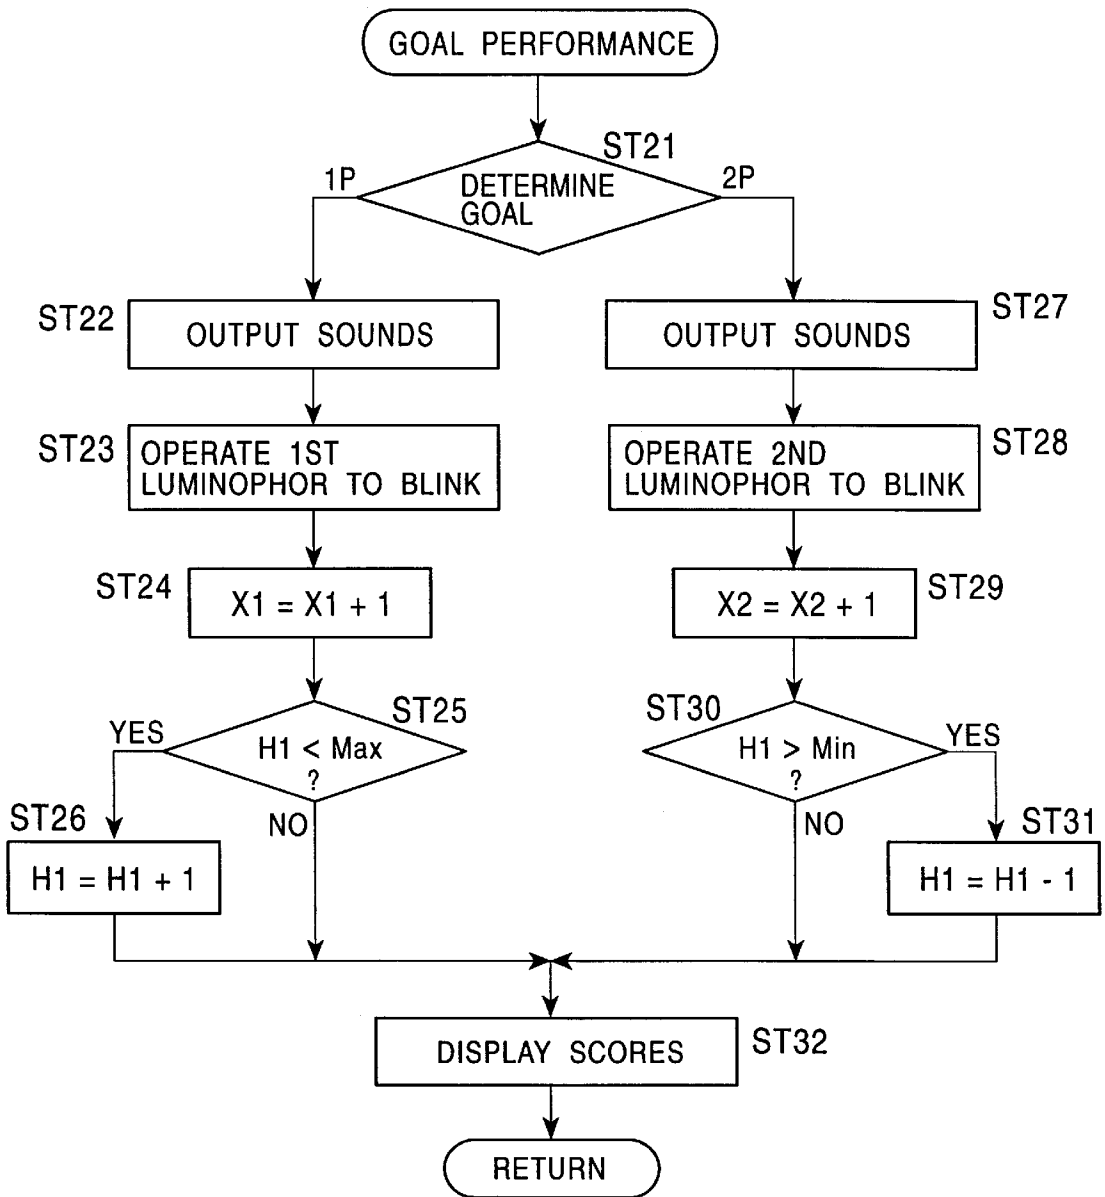 GOAL PERFORMANCE
ST21
1P
DETERMINE
GOAL
2P
ST22
OUTPUT SOUNDS
ST27
OUTPUT SOUNDS
ST23
OPERATE 1ST
LUMINOPHOR TO BLINK
ST28
OPERATE 2ND
LUMINOPHOR TO BLINK
ST24
X1 = X1 + 1
ST29
X2 = X2 + 1
ST25
YES
H1 < Max
?
NO
ST30
H1 > Min
?
YES
NO
ST26
H1 = H1 + 1
ST31
H1 = H1 - 1
DISPLAY SCORES
ST32
RETURN